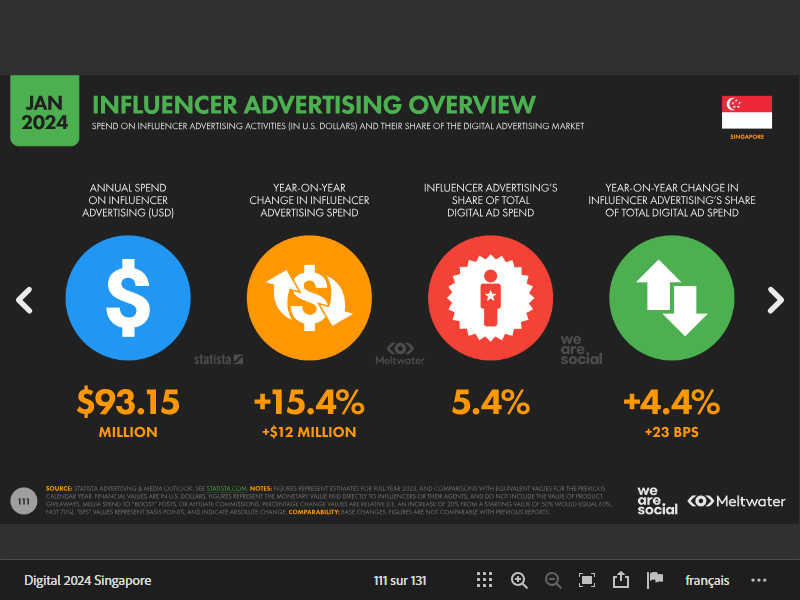 JAN
2024
INFLUENCER ADVERTISING OVERVIEW
SPEND ON INFLUENCER ADVERTISING ACTIVITIES (IN U.S. DOLLARS) AND THEIR SHARE OF THE DIGITAL ADVERTISING MARKET
SINGAPORE
ANNUAL SPEND
ON INFLUENCER
ADVERTISING (USD)
YEAR-ON-YEAR
CHANGE IN INFLUENCER
ADVERTISING SPEND
INFLUENCER ADVERTISING'S
SHARE OF TOTAL
DIGITAL AD SPEND
YEAR-ON-YEAR CHANGE IN
INFLUENCER ADVERTISING'S SHARE
OF TOTAL DIGITAL AD SPEND
$
$
statista
Meltwater
we
are.
social
$93.15
MILLION
+15.4%
+$12 MILLION
5.4%
+4.4%
+23 BPS
111
SOURCE: STATISTA ADVERTISING & MEDIA OUTLOOK. SEE STATISTA.COM. NOTES: FIGURES REPRESENT ESTIMATES FOR FULL-YEAR 2023, AND COMPARISONS WITH EQUIVALENT VALUES FOR THE PREVIOUS
CALENDAR YEAR. FINANCIAL VALUES ARE IN U.S. DOLLARS. FIGURES REPRESENT THE MONETARY VALUE PAID DIRECTLY TO INFLUENCERS OR THEIR AGENTS, AND DO NOT INCLUDE THE VALUE OF PRODUCT
GIVEAWAYS, MEDIA SPEND TO "BOOST" POSTS, OR AFFILIATE COMMISSIONS. PERCENTAGE CHANGE VALUES ARE RELATIVE (I.E. AN INCREASE OF 20% FROM A STARTING VALUE OF 50% WOULD EQUAL 60%,
NOT 70%). "BPS" VALUES REPRESENT BASIS POINTS, AND INDICATE ABSOLUTE CHANGE. COMPARABILITY: BASE CHANGES. FIGURES ARE NOT COMPARABLE WITH PREVIOUS REPORTS.
we
are.
social
Meltwater
Digital 2024 Singapore
111 sur 131
français